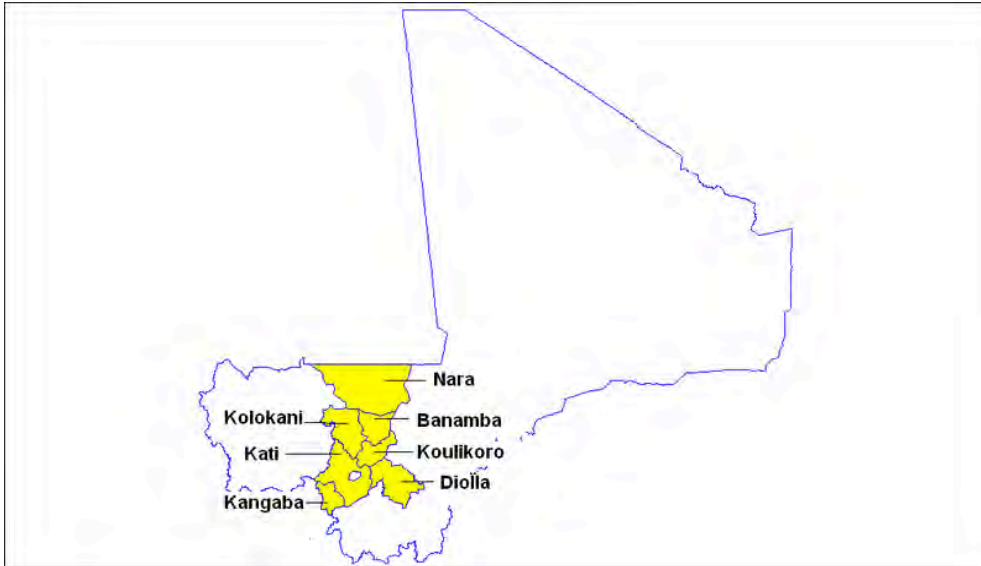 Nara
Kolokani
Banamba
Kati
Koulikoro
DioÏla
Kangaba